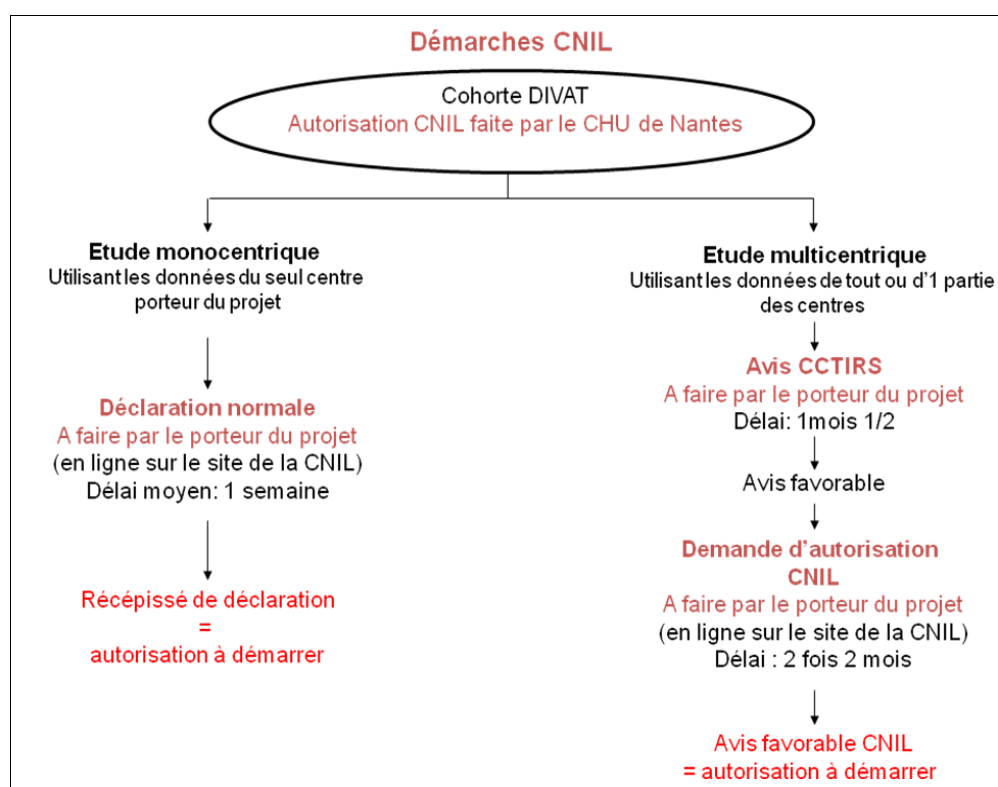 Démarches CNIL
Cohorte DIVAT
Autorisation CNIL faite par le CHU de Nantes
Etude monocentrique
Utilisant les données du seul centre
porteur du projet
Déclaration normale
A faire par le porteur du projet
(en ligne sur le site de la CNIL)
Délai moyen: 1 semaine
Récépissé de déclaration
=
autorisation à démarrer
Etude multicentrique
Utilisant les données de tout ou d'1 partie
des centres
Avis CCTIRS
A faire par le porteur du projet
Délai: 1mois 1/2
Avis favorable
Demande d'autorisation
CNIL
A faire par le porteur du projet
(en ligne sur le site de la CNIL)
Délai : 2 fois 2 mois
Avis favorable CNIL
= autorisation à démarrer